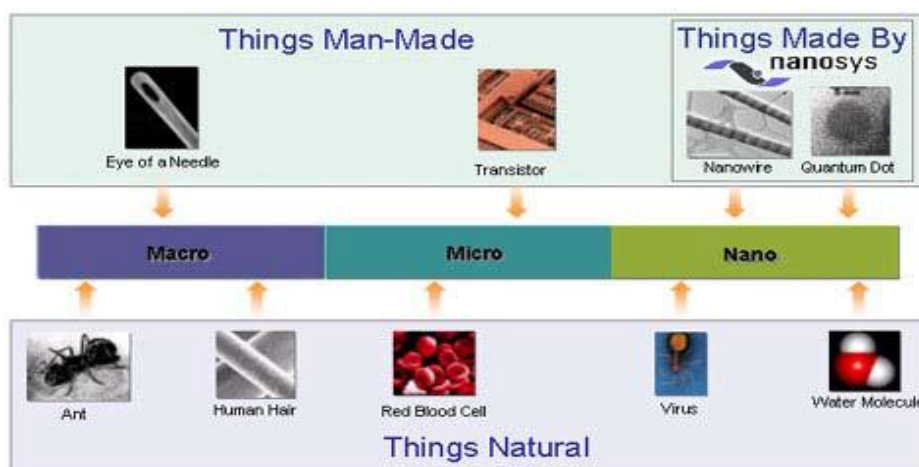 Things Man-Made
Things Made By
nanosys
Eye of a Needle
Transistor
Nanowire
Quantum Dot
Macro
Micro
Nano
Ant
Human Hair
Red Blood Cell
Virus
Water Molecule
Things Natural